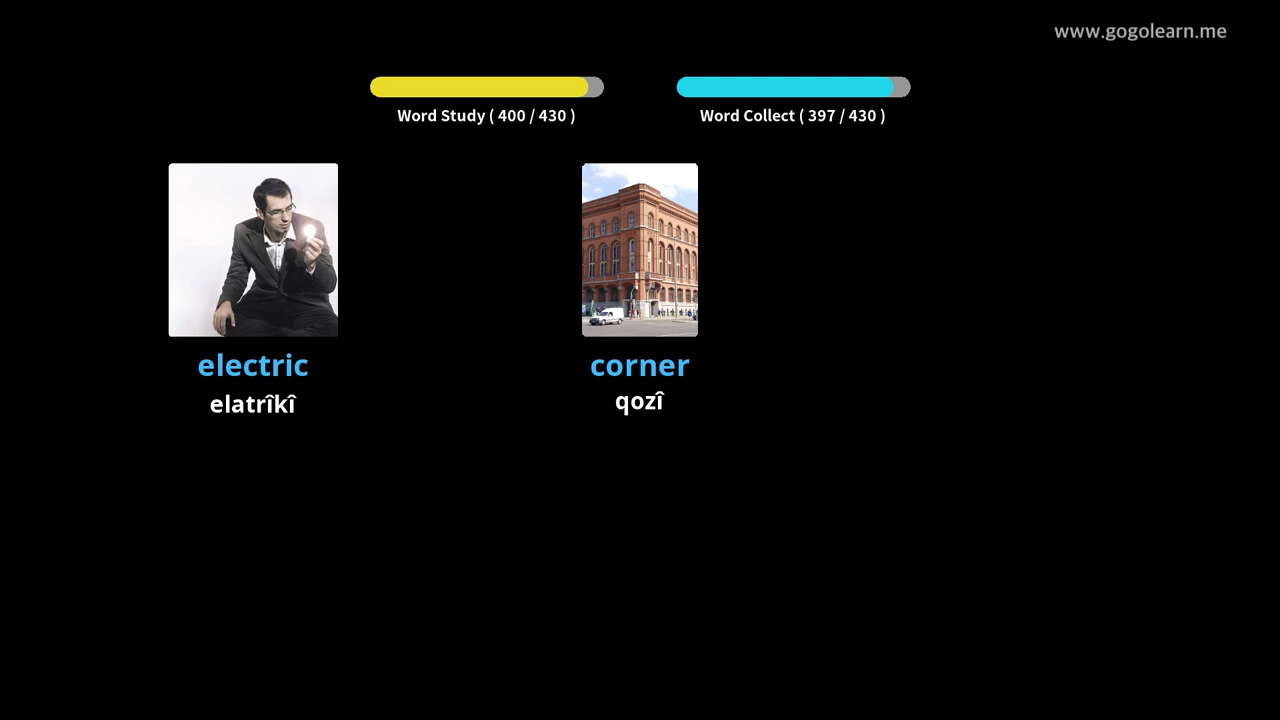 www.gogolearn.me
Word Study ( 400 / 430 )
Word Collect ( 397 / 430 )
electric
elatrîkî
corner
qozî